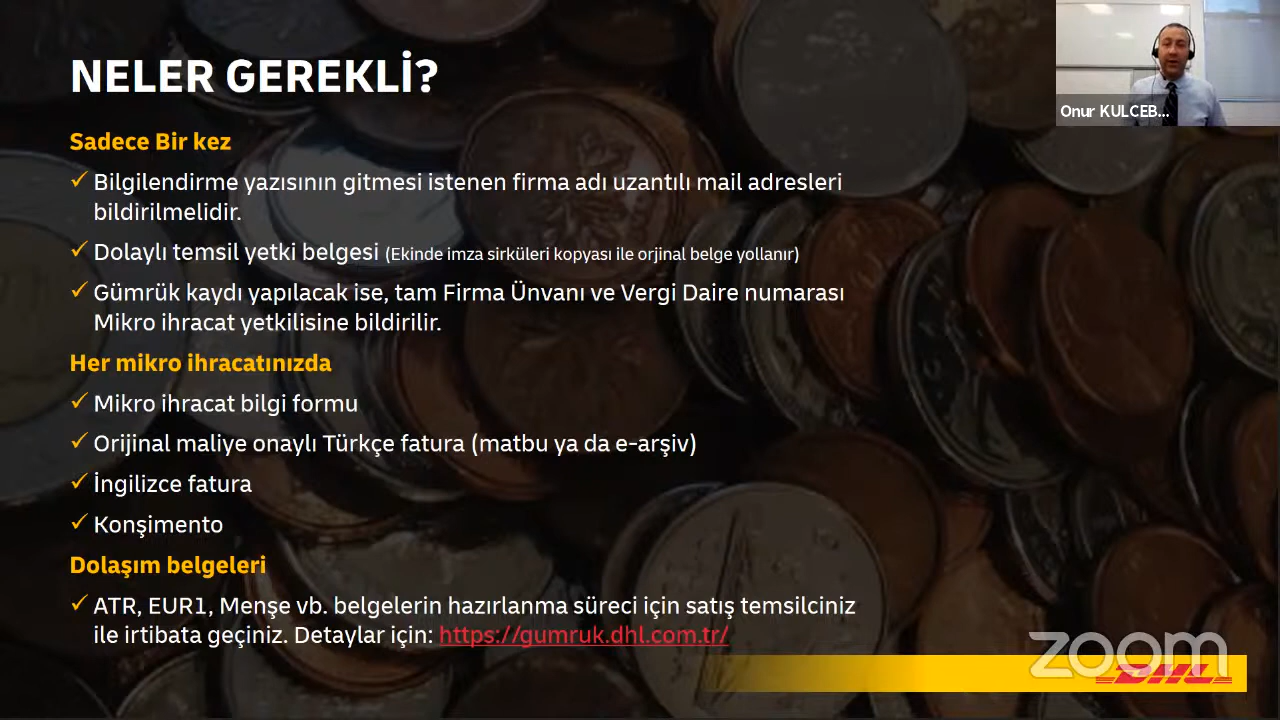 NELER GEREKLİ?
Onur KULCEB...
Sadece Bir kez
✓ Bilgilendirme yazısının gitmesi istenen firma adı uzantılı mail adresleri
bildirilmelidir.
✓ Dolaylı temsil yetki belgesi (Ekinde imza sirküleri kopyası ile orjinal belge yollanır)
✓ Gümrük kaydı yapılacak ise, tam Firma Ünvanı ve Vergi Daire numarası
Mikro ihracat yetkilisine bildirilir.
Her mikro ihracatınızda
✓ Mikro ihracat bilgi formu
✓ Orijinal maliye onaylı Türkçe fatura (matbu ya da e-arşiv)
✓ İngilizce fatura
✓ Konşimento
Dolaşım belgeleri
✓ ATR, EUR1, Menşe vb. belgelerin hazırlanma süreci için satış temsilciniz
ile irtibata geçiniz. Detaylar için: https://gumruk.dhl.com.tr/
zoom
DHL